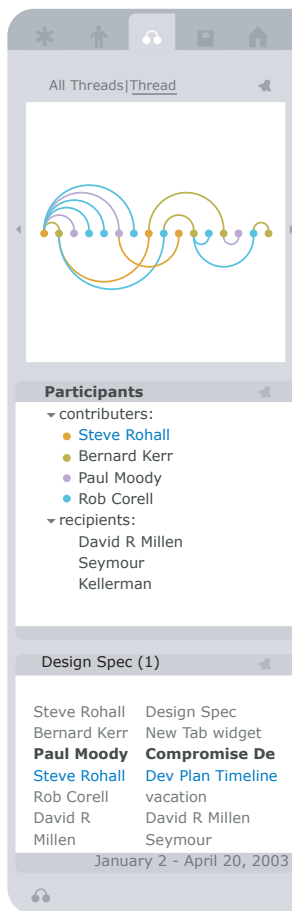 All Threads|Thread
Participants
contributers:
Steve Rohall
Bernard Kerr
Paul Moody
Rob Corell
recipients:
David R Millen
Seymour
Kellerman
Design Spec (1)
Steve Rohall Design Spec
Bernard Kerr New Tab widget
Paul Moody Compromise De
Steve Rohall Dev Plan Timeline
Rob Corell vacation
David R David R Millen
Millen Seymour
January 2 - April 20, 2003